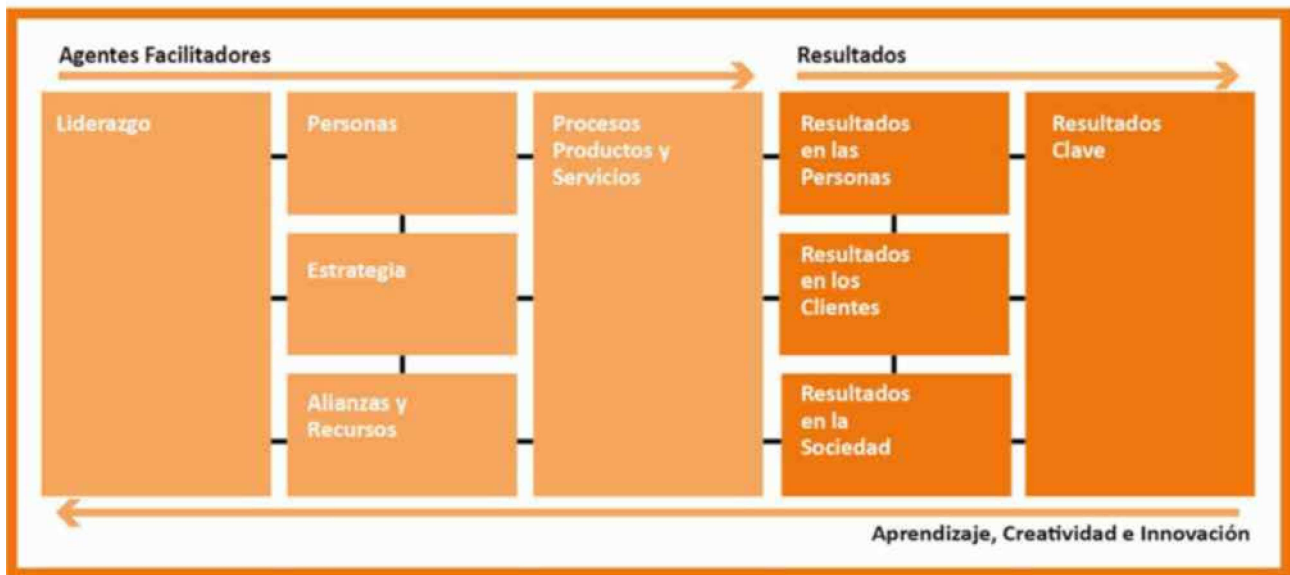 Agentes Facilitadores
Resultados
Liderazgo
Personas
Procesos
Productos y
Servicios
Resultados
en las
Personas
Resultados
Clave
Estrategia
Resultados
en los
Clientes
Alianzas y
Recursos
Resultados
en la
Sociedad
Aprendizaje, Creatividad e Innovación